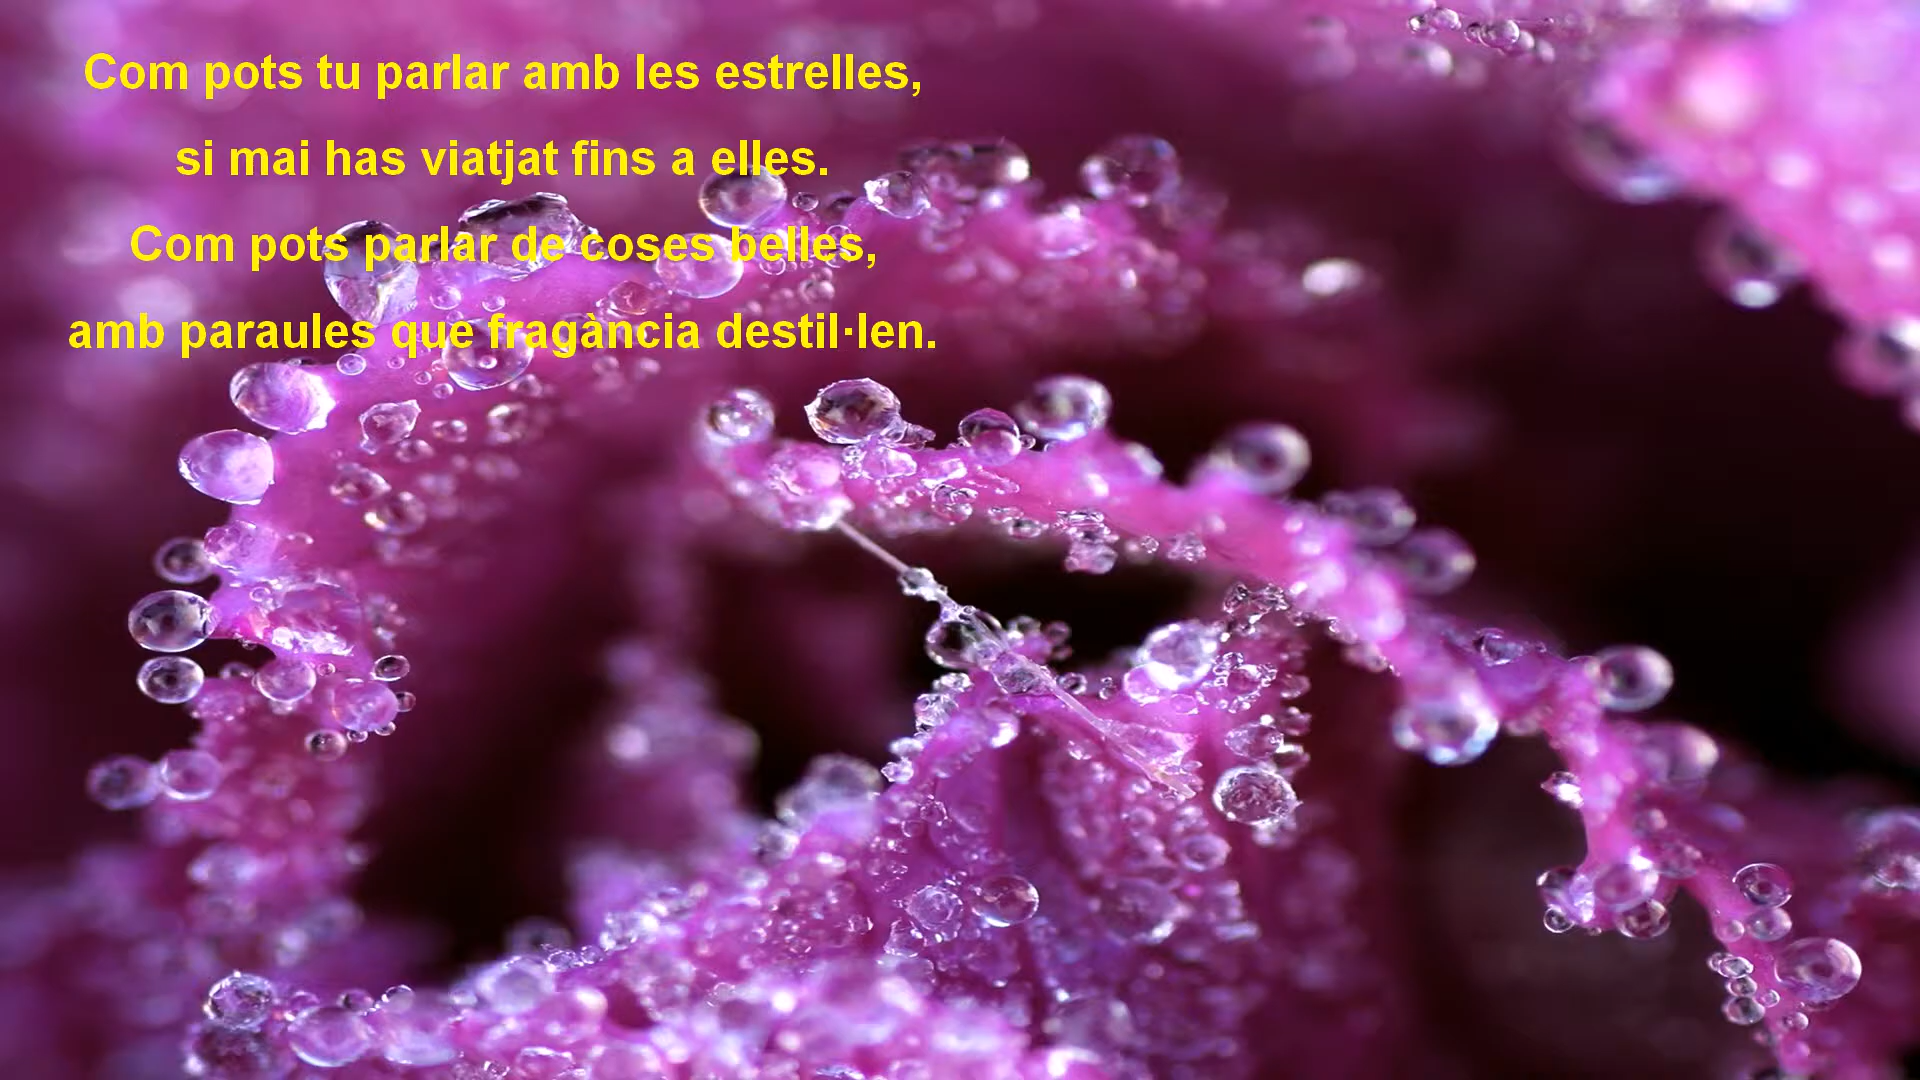 Com pots tu parlar amb les estrelles,
si mai has viatjat fins a elles.
Com pots parlar de coses belles,
amb paraules que fragància destil·len.